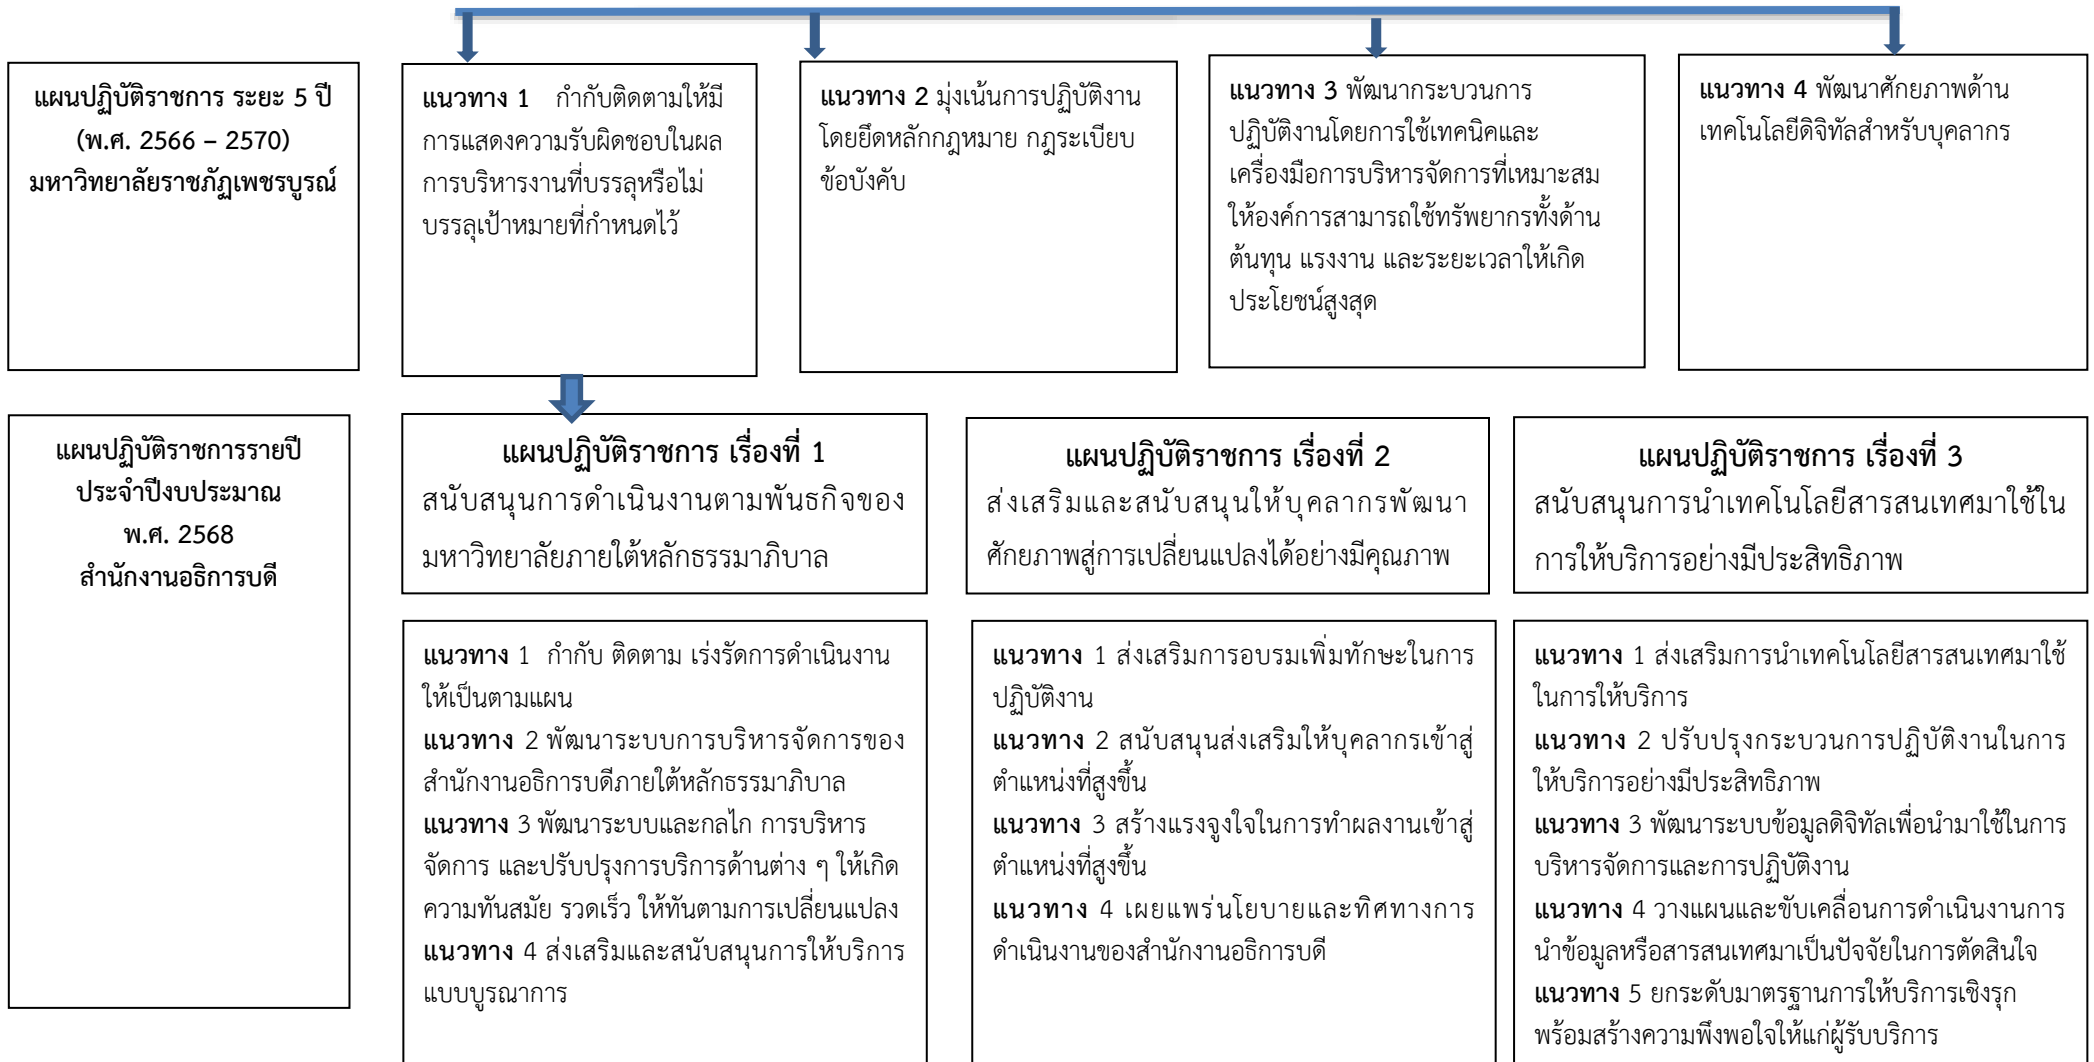 แผนปฏิบัติราชการ ระยะ 5 ปี
(พ.ศ. 2566 – 2570)
มหาวิทยาลัยราชภัฏเพชรบูรณ์
แนวทาง 1 กำกับติดตามให้มี
การแสดงความรับผิดชอบในผล
การบริหารงานที่บรรลุหรือไม่
บรรลุเป้าหมายที่กำหนดไว้
แนวทาง 2 มุ่งเน้นการปฏิบัติงาน
โดยยึดหลักกฎหมาย กฎระเบียบ
ข้อบังคับ
แนวทาง 3 พัฒนากระบวนการ
ปฏิบัติงานโดยการใช้เทคนิคและ
เครื่องมือการบริหารจัดการที่เหมาะสม
ให้องค์การสามารถใช้ทรัพยากรทั้งด้าน
ต้นทุน แรงงาน และระยะเวลาให้เกิด
ประโยชน์สูงสุด
แนวทาง 4 พัฒนาศักยภาพด้าน
เทคโนโลยีดิจิทัลสำหรับบุคลากร
แผนปฏิบัติราชการรายปี
ประจำปีงบประมาณ
พ.ศ. 2568
สำนักงานอธิการบดี
แผนปฏิบัติราชการ เรื่องที่ 1
สนับสนุนการดำเนินงานตามพันธกิจของ
มหาวิทยาลัยภายใต้หลักธรรมาภิบาล
แผนปฏิบัติราชการ เรื่องที่ 2
ส่งเสริมและสนับสนุนให้บุคลากรพัฒนา
ศักยภาพสู่การเปลี่ยนแปลงได้อย่างมีคุณภาพ
แผนปฏิบัติราชการ เรื่องที่ 3
สนับสนุนการนำเทคโนโลยีสารสนเทศมาใช้ใน
การให้บริการอย่างมีประสิทธิภาพ
แนวทาง 1 กำกับ ติดตาม เร่งรัดการดำเนินงาน
ให้เป็นตามแผน
แนวทาง 2 พัฒนาระบบการบริหารจัดการของ
สำนักงานอธิการบดีภายใต้หลักธรรมาภิบาล
แนวทาง 3 พัฒนาระบบและกลไก การบริหาร
จัดการ และปรับปรุงการบริการด้านต่าง ๆ ให้เกิด
ความทันสมัย รวดเร็ว ให้ทันตามการเปลี่ยนแปลง
แนวทาง 4 ส่งเสริมและสนับสนุนการให้บริการ
แบบบูรณาการ
แนวทาง 1 ส่งเสริมการอบรมเพิ่มทักษะในการ
ปฏิบัติงาน
แนวทาง 2 สนับสนุนส่งเสริมให้บุคลากรเข้าสู่
ตำแหน่งที่สูงขึ้น
แนวทาง 3 สร้างแรงจูงใจในการทำผลงานเข้าสู่
ตำแหน่งที่สูงขึ้น
แนวทาง 4 เผยแพร่นโยบายและทิศทางการ
ดำเนินงานของสำนักงานอธิการบดี
แนวทาง 1 ส่งเสริมการนำเทคโนโลยีสารสนเทศมาใช้
ในการให้บริการ
แนวทาง 2 ปรับปรุงกระบวนการปฏิบัติงานในการ
ให้บริการอย่างมีประสิทธิภาพ
แนวทาง 3 พัฒนาระบบข้อมูลดิจิทัลเพื่อนำมาใช้ในการ
บริหารจัดการและการปฏิบัติงาน
แนวทาง 4 วางแผนและขับเคลื่อนการดำเนินงานการ
นำข้อมูลหรือสารสนเทศมาเป็นปัจจัยในการตัดสินใจ
แนวทาง 5 ยกระดับมาตรฐานการให้บริการเชิงรุก
พร้อมสร้างความพึงพอใจให้แก่ผู้รับบริการ